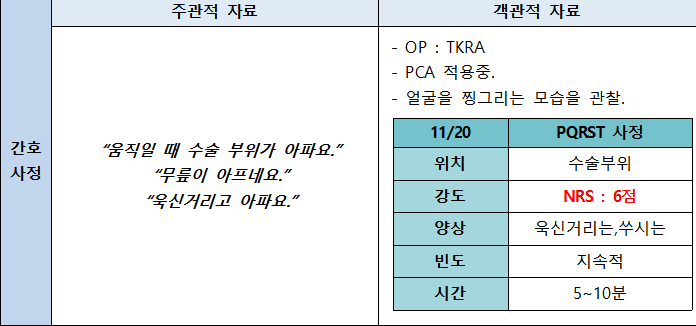 주관적 자료
객관적 자료
간호
사정
“움직일 때 수술 부위가 아파요.”
“무릎이 아프네요.”
“욱신거리고 아파요.”
- OP : TKRA
- PCA 적용중.
- 얼굴을 찡그리는 모습을 관찰.
11/20 PQRST 사정
위치 수술부위
강도 NRS : 6점
양상 욱신거리는,쑤시는
빈도 지속적
시간 5~10분